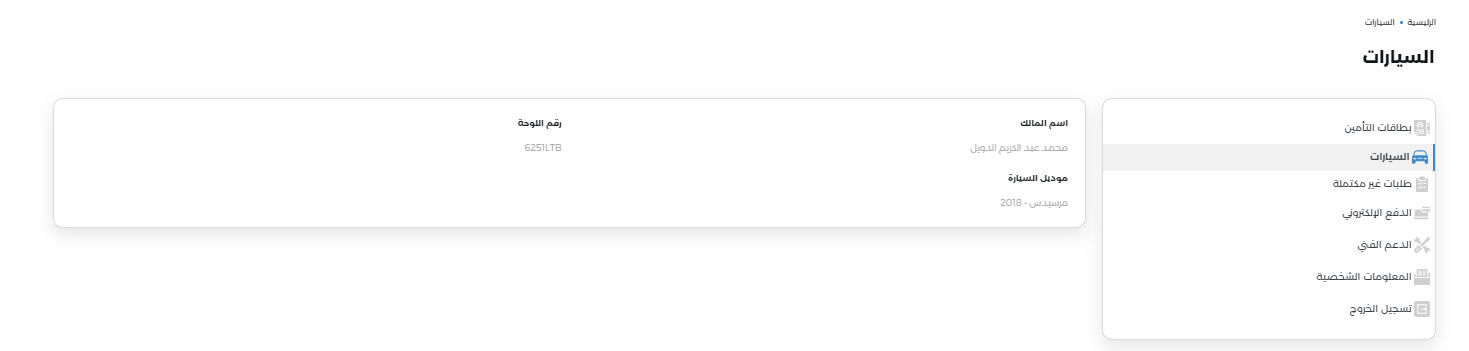 الرئيسية • السيارات
السيارات
بطاقات التأمين
السيارات
طلبات غير مكتملة
الدفع الإلكتروني
الدعم الفني
المعلومات الشخصية
تسجيل الخروج
اسم المالك
محمد عبد الكريم الدويل
رقم اللوحة
6251LTB
موديل السيارة
مرسيدس - 2018